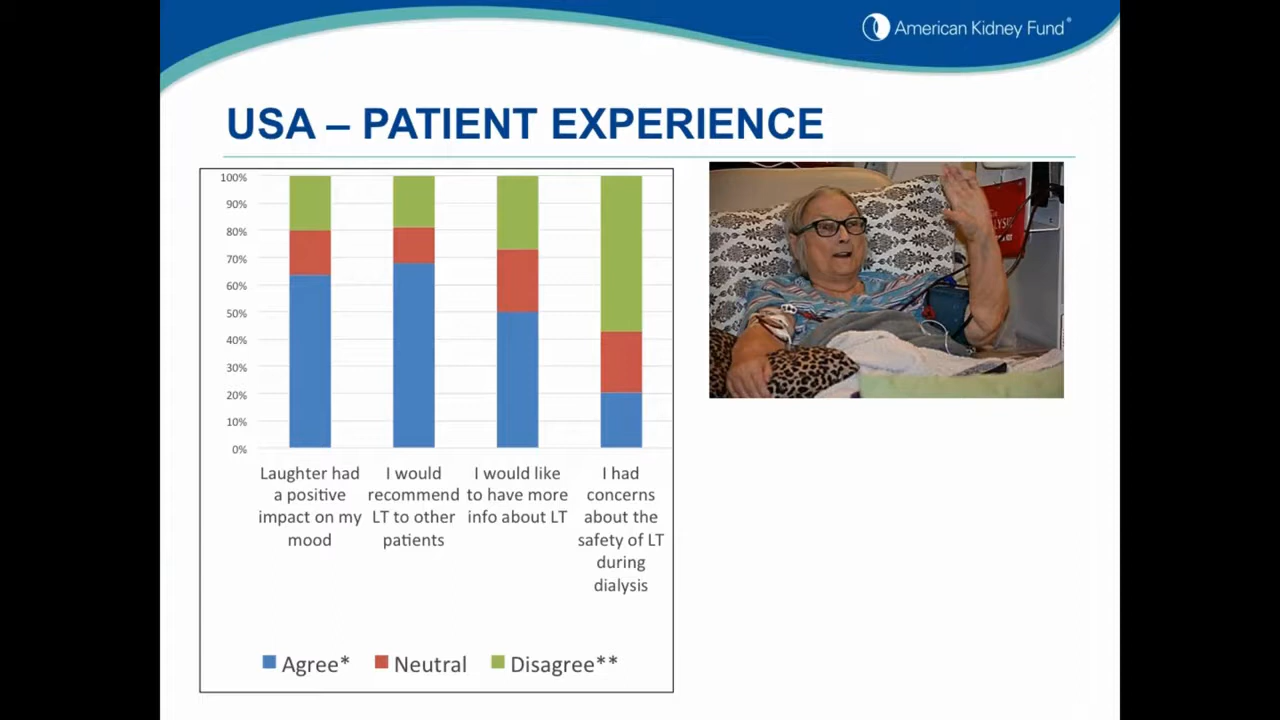 American Kidney Fund®
USA – PATIENT EXPERIENCE
100%
90%
80%
70%
60%
50%
40%
30%
20%
10%
0%
Laughter had
a positive
impact on my
mood
I would
recommend
LT to other
patients
I would like
to have more
info about LT
I had
concerns
about the
safety of LT
during
dialysis
Agree*
Neutral
Disagree**